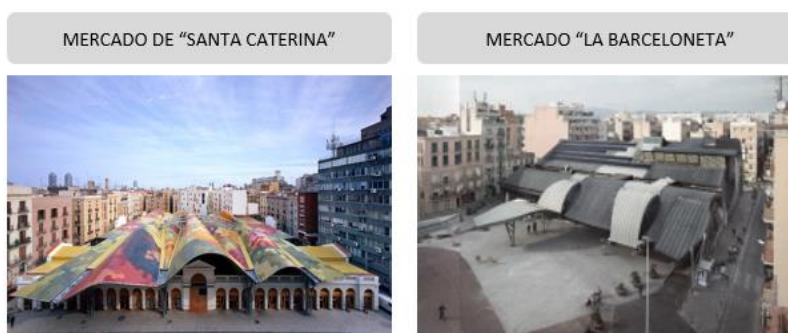 MERCADO DE “SANTA CATERINA”
MERCADO “LA BARCELONETA”